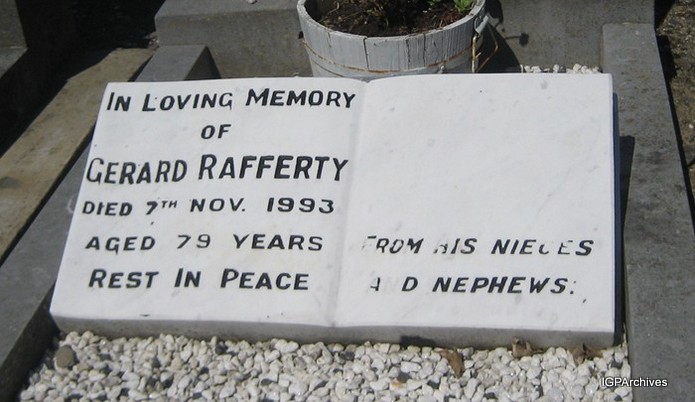 IN LOVING MEMORY
OF
GERARD RAFFERTY
DIED 7TH NOV. 1993
AGED 79 YEARS
REST IN PEACE
FROM HIS NIECES
AND NEPHEWS.
IGPArchives